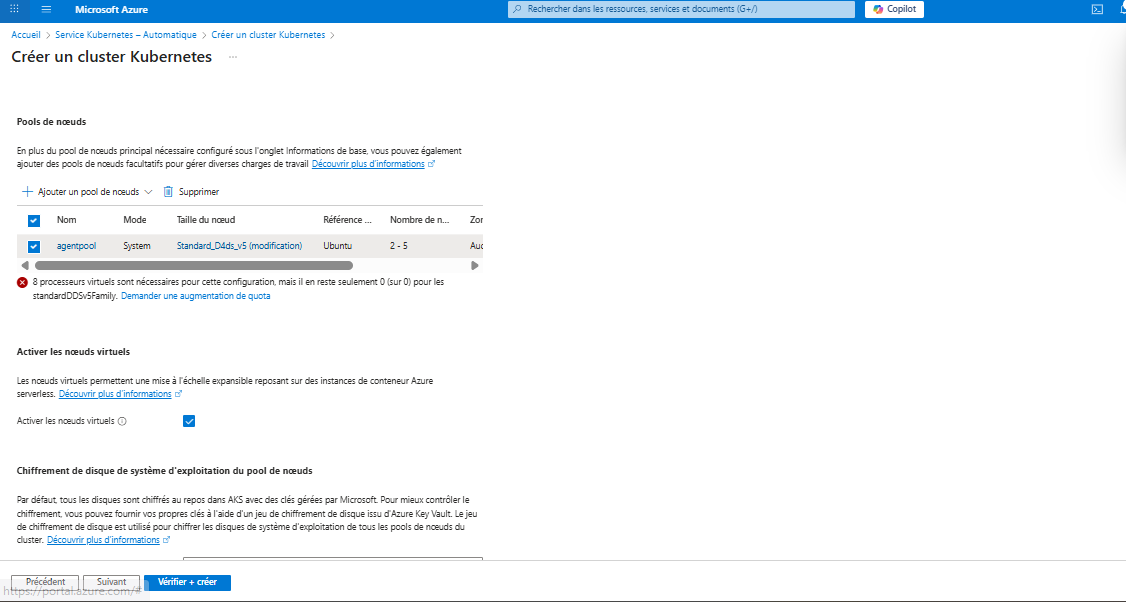 Microsoft Azure
Rechercher dans les ressources, services et documents (G+/)
Copilot
Accueil > Service Kubernetes – Automatique > Créer un cluster Kubernetes >
Créer un cluster Kubernetes ...
Pools de nœuds
En plus du pool de nœuds principal nécessaire configuré sous l'onglet Informations de base, vous pouvez également
ajouter des pools de nœuds facultatifs pour gérer diverses charges de travail Découvrir plus d'informations
+ Ajouter un pool de nœuds Supprimer
Nom Mode Taille du nœud Référence ... Nombre de n... Zor
agentpool System Standard_D4ds_v5 (modification) Ubuntu 2 - 5 Auc
8 processeurs virtuels sont nécessaires pour cette configuration, mais il en reste seulement 0 (sur 0) pour les
standardDDSv5Family. Demander une augmentation de quota
Activer les nœuds virtuels
Les nœuds virtuels permettent une mise à l'échelle expansible reposant sur des instances de conteneur Azure
serverless. Découvrir plus d'informations
Activer les nœuds virtuels
Chiffrement de disque de système d'exploitation du pool de nœuds
Par défaut, tous les disques sont chiffrés au repos dans AKS avec des clés gérées par Microsoft. Pour mieux contrôler le
chiffrement, vous pouvez fournir vos propres clés à l'aide d'un jeu de chiffrement de disque issu d'Azure Key Vault. Le jeu
de chiffrement de disque est utilisé pour chiffrer les disques de système d'exploitation de tous les pools de nœuds du
cluster. Découvrir plus d'informations
Précédent Suivant Vérifier + créer
https://portal.azure.com/#